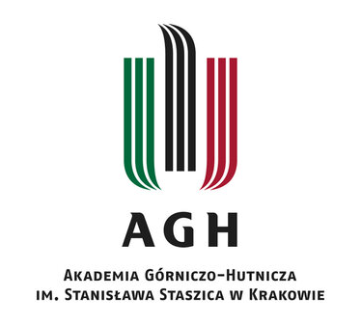 AGH
AKADEMIA GÓRNICZO-HUTNICZA
IM. STANISŁAWA STASZICA W KRAKOWIE